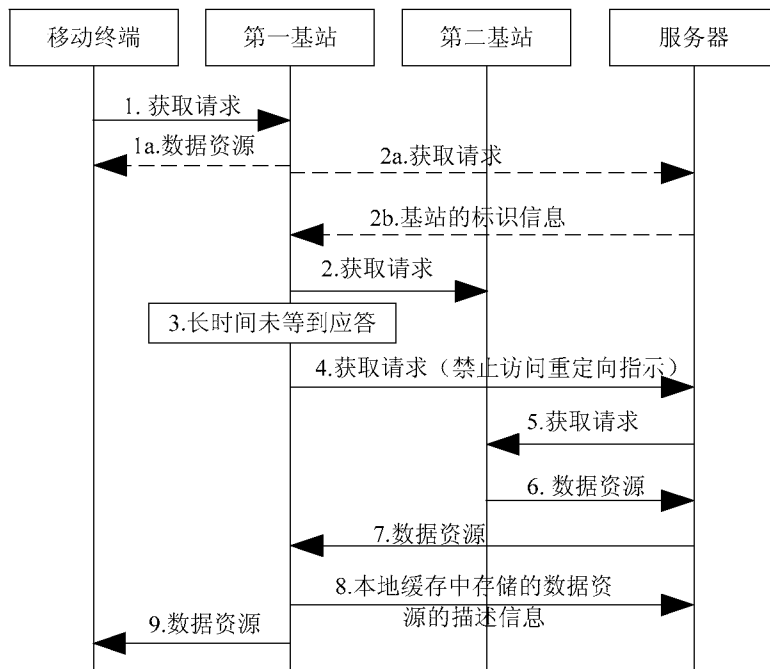 移动终端
第一基站
第二基站
服务器
1. 获取请求
1a.数据资源
2a.获取请求
2b.基站的标识信息
2.获取请求
3.长时间未等到应答
4.获取请求（禁止访问重定向指示）
5.获取请求
6. 数据资源
7.数据资源
8.本地缓存中存储的数据资
源的描述信息
9.数据资源